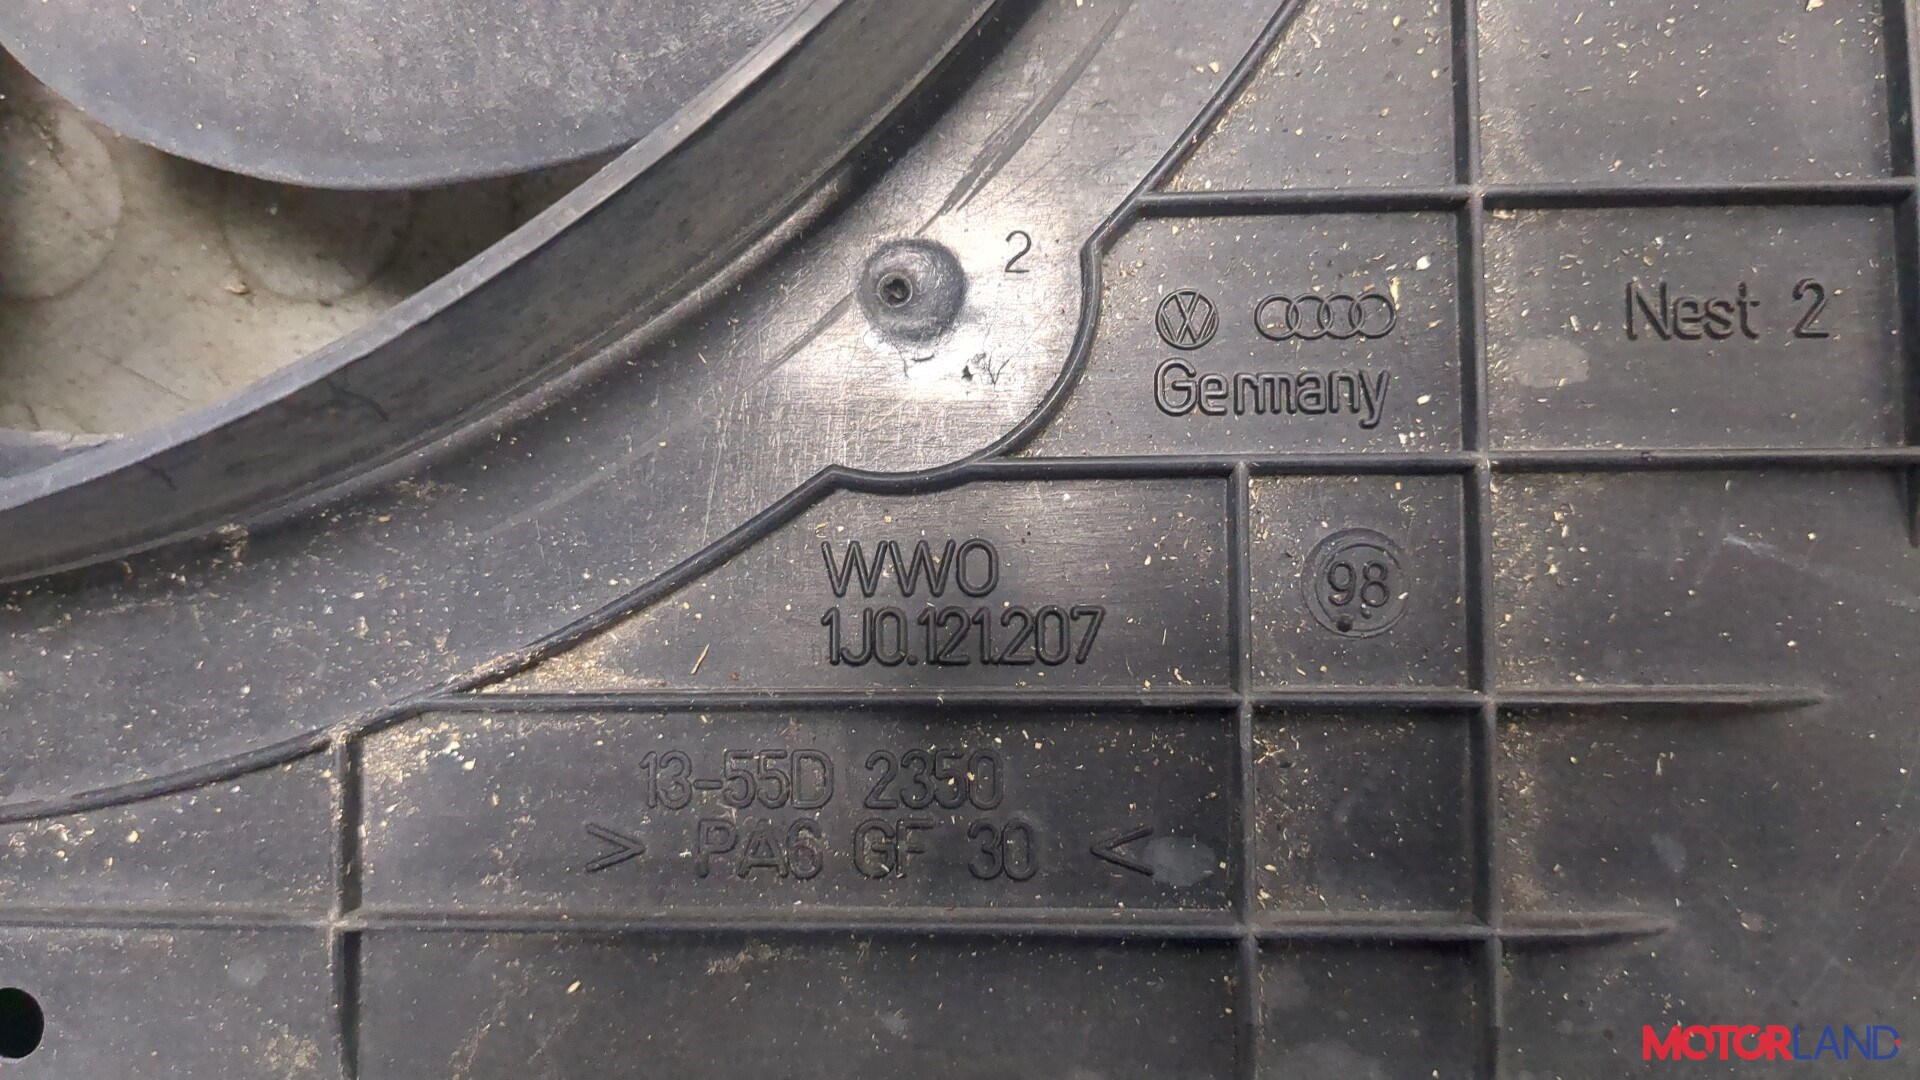 2
Germany
Nest 2
WWO
1J0.121.207
98
13-55D 2350
> PA6 GF 30 <
MOTORLAND